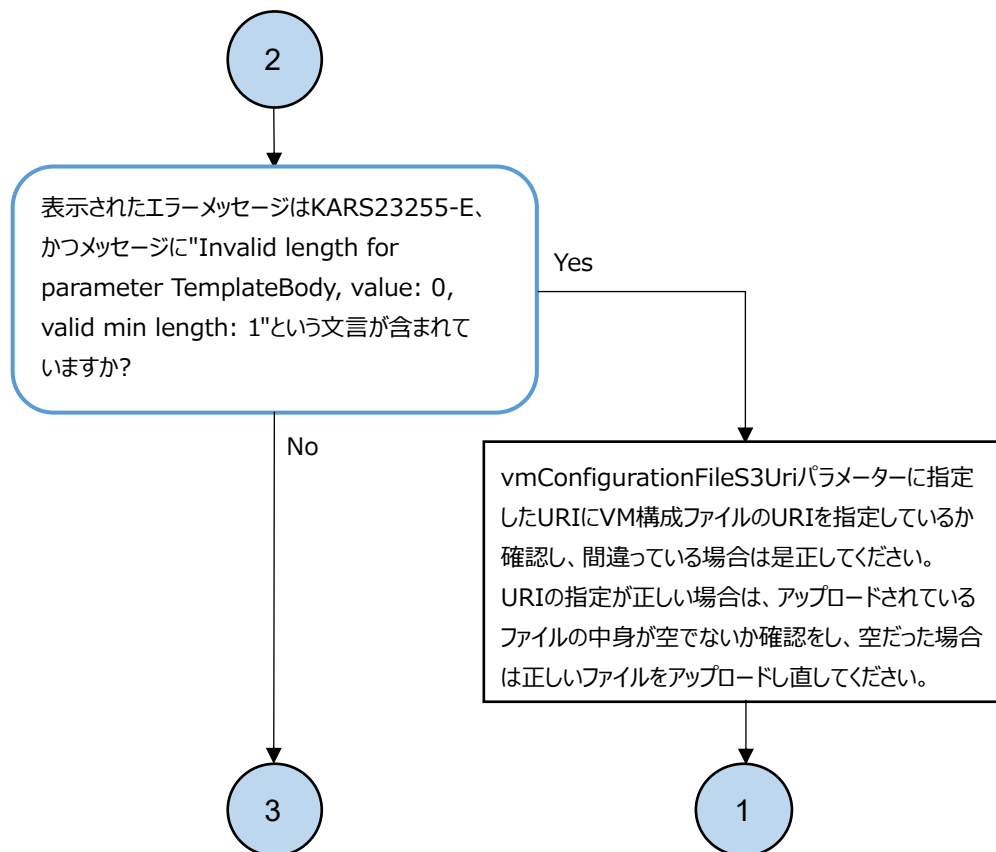 2
表示されたエラーメッセージはKARS23255-E、
かつメッセージに"Invalid length for
parameter TemplateBody, value: 0,
valid min length: 1"という文言が含まれて
いますか?
Yes
No
vmConfigurationFileS3Uriパラメーターに指定
したURIにVM構成ファイルのURIを指定しているか
確認し、間違っている場合は是正してください。
URIの指定が正しい場合は、アップロードされている
ファイルの中身が空でないか確認をし、空だった場合
は正しいファイルをアップロードし直してください。
3
1